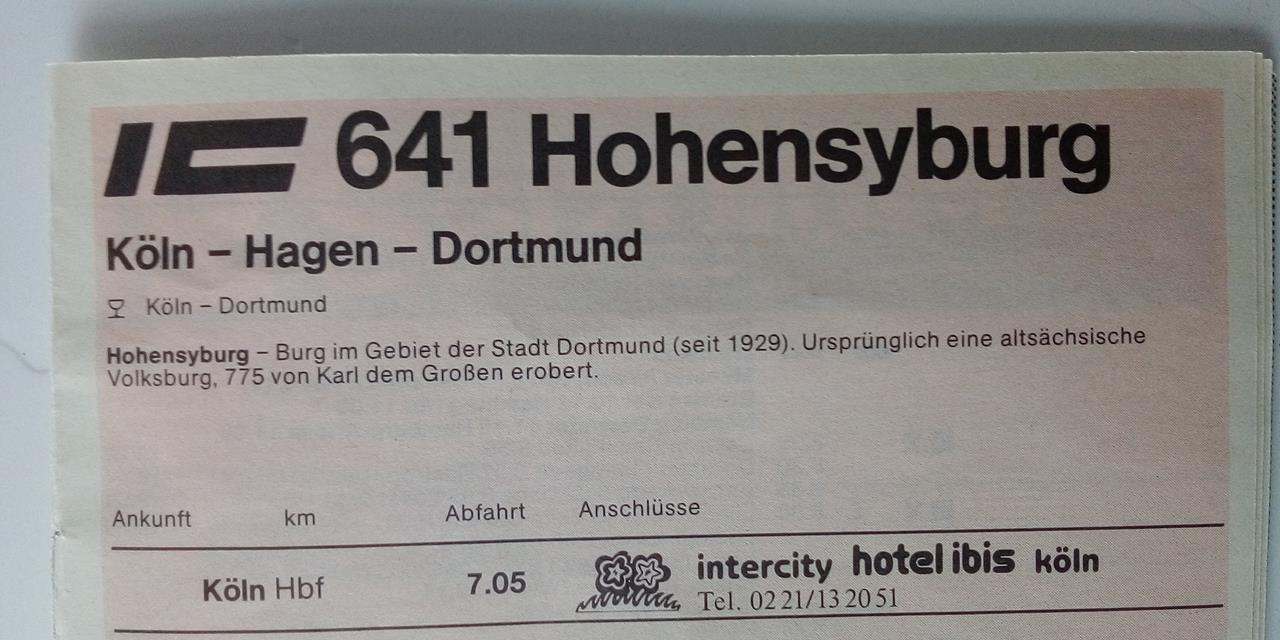 IC 641 Hohensyburg
Köln – Hagen – Dortmund
Köln – Dortmund
Hohensyburg – Burg im Gebiet der Stadt Dortmund (seit 1929). Ursprünglich eine altsächsische
Volksburg, 775 von Karl dem Großen erobert.
Ankunft km Abfahrt Anschlüsse
Köln Hbf 7.05 intercity hotel ibis köln
Tel. 02 21/13 20 51